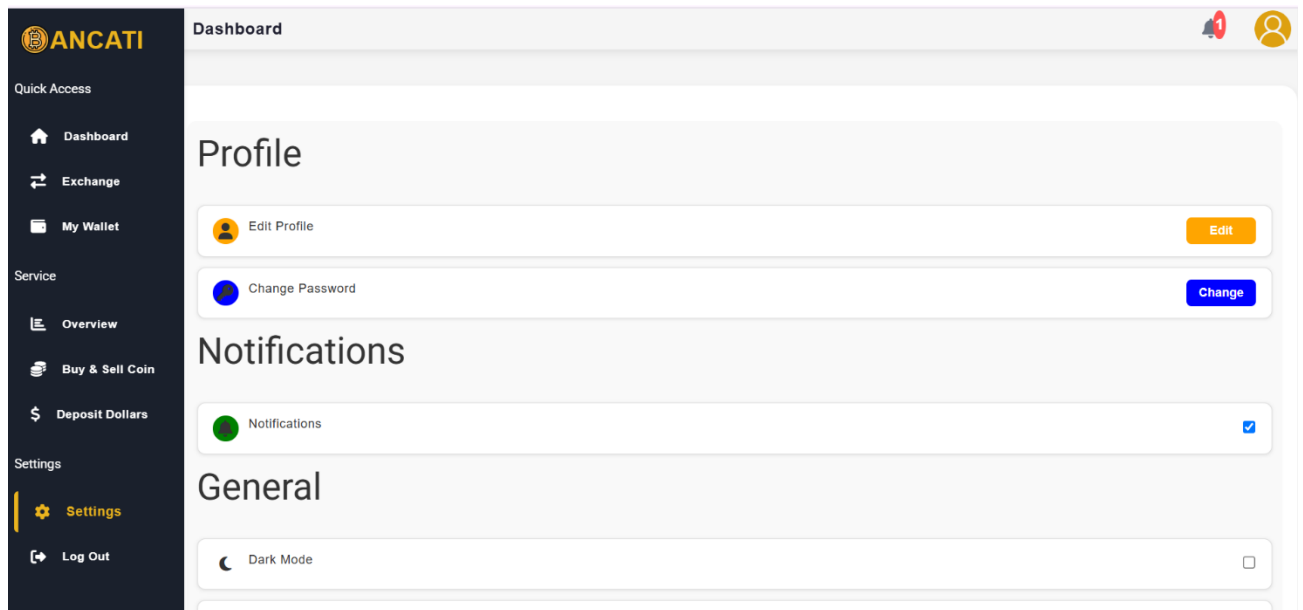 BANCATI
Dashboard
1
Quick Access
Dashboard
Exchange
My Wallet
Service
Overview
Buy & Sell Coin
Deposit Dollars
Settings
Settings
Log Out
Profile
Edit Profile
Edit
Change Password
Change
Notifications
Notifications
General
Dark Mode